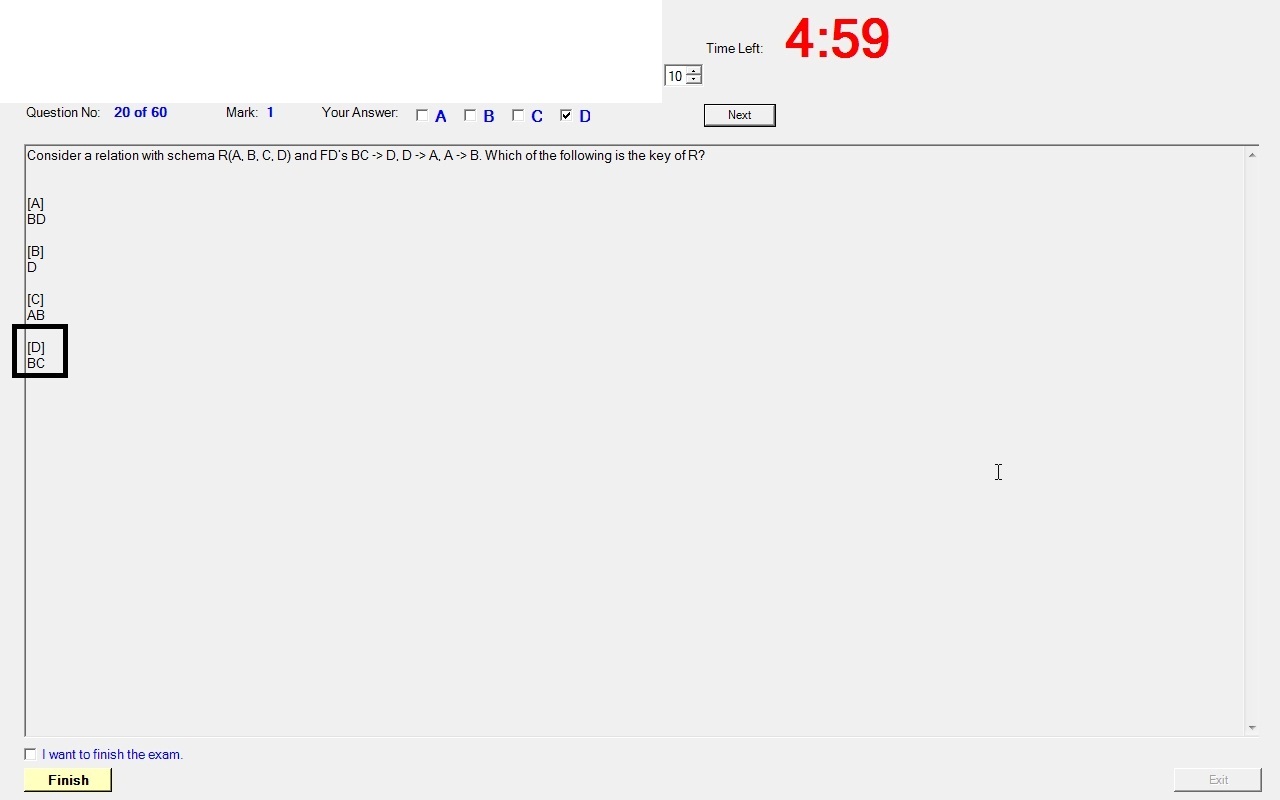 Time Left: 4:59
10
Question No: 20 of 60 Mark: 1 Your Answer: A B C D Next
Consider a relation with schema R(A, B, C, D) and FD's BC -> D, D -> A, A -> B. Which of the following is the key of R?
[A]
BD
[B]
D
[C]
AB
[D]
BC
I want to finish the exam.
Finish Exit